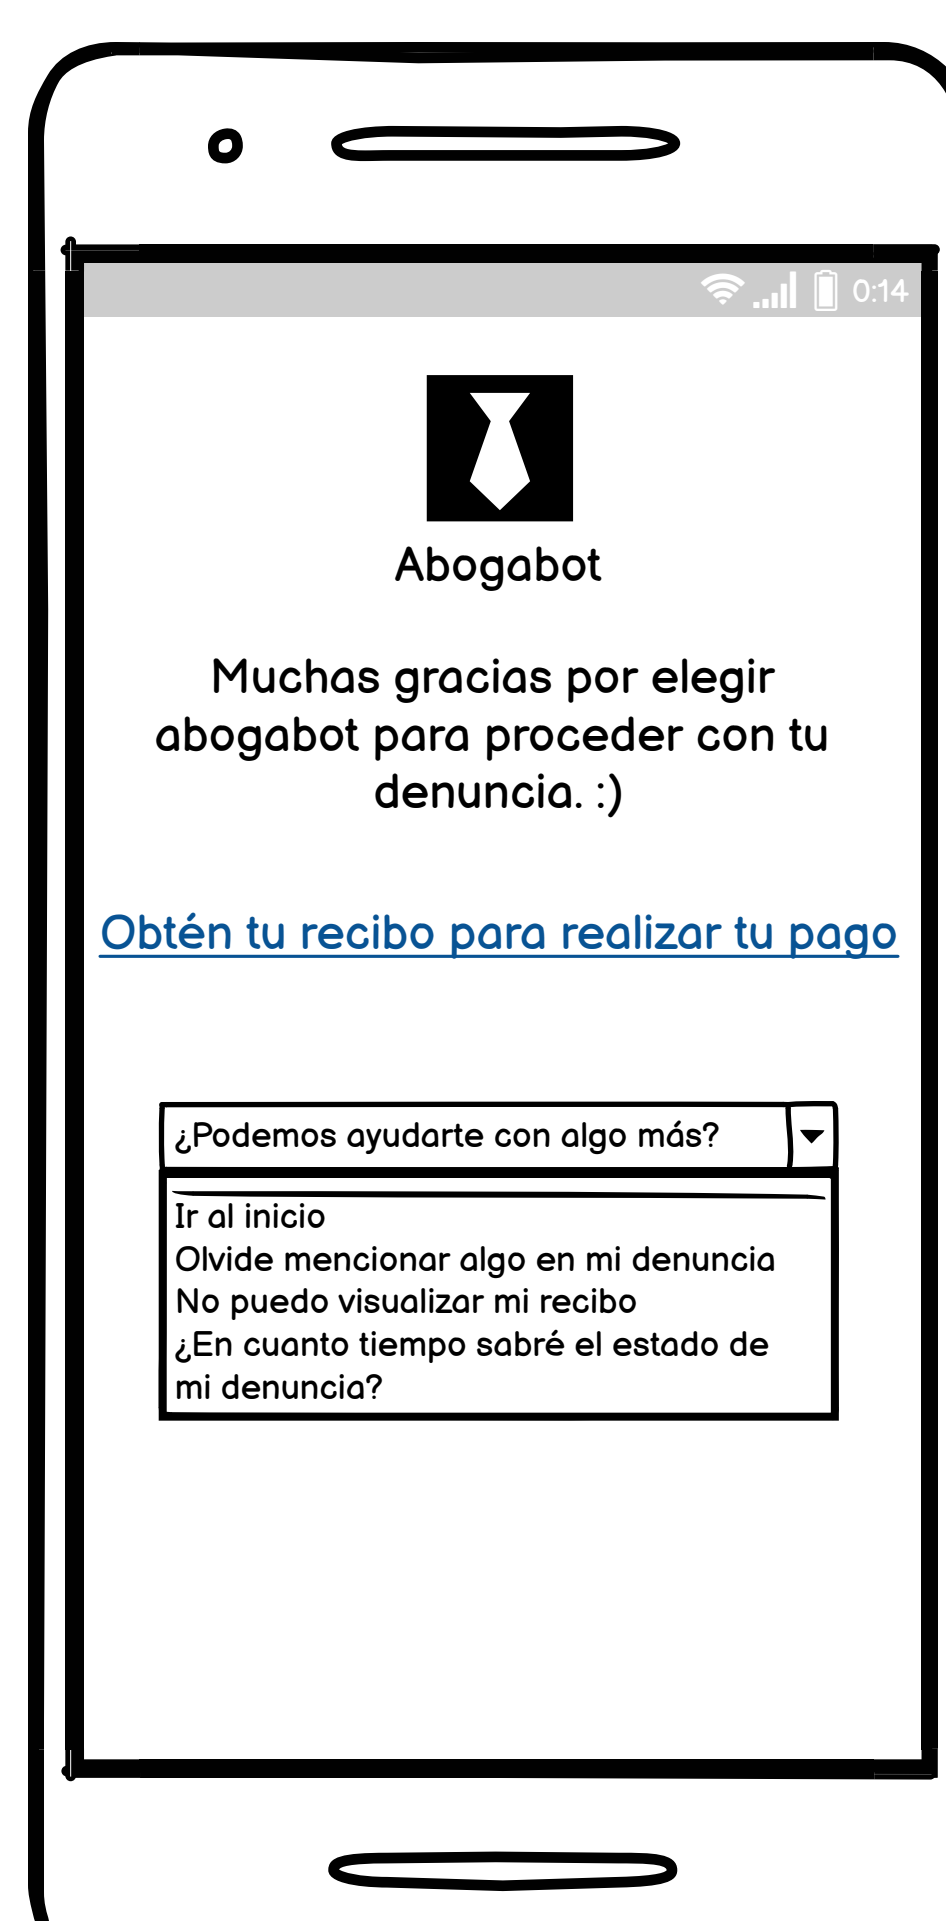 0:14
Abogabot
Muchas gracias por elegir
abogabot para proceder con tu
denuncia. :)
Obtén tu recibo para realizar tu pago
¿Podemos ayudarte con algo más?
Ir al inicio
Olvide mencionar algo en mi denuncia
No puedo visualizar mi recibo
¿En cuanto tiempo sabré el estado de
mi denuncia?